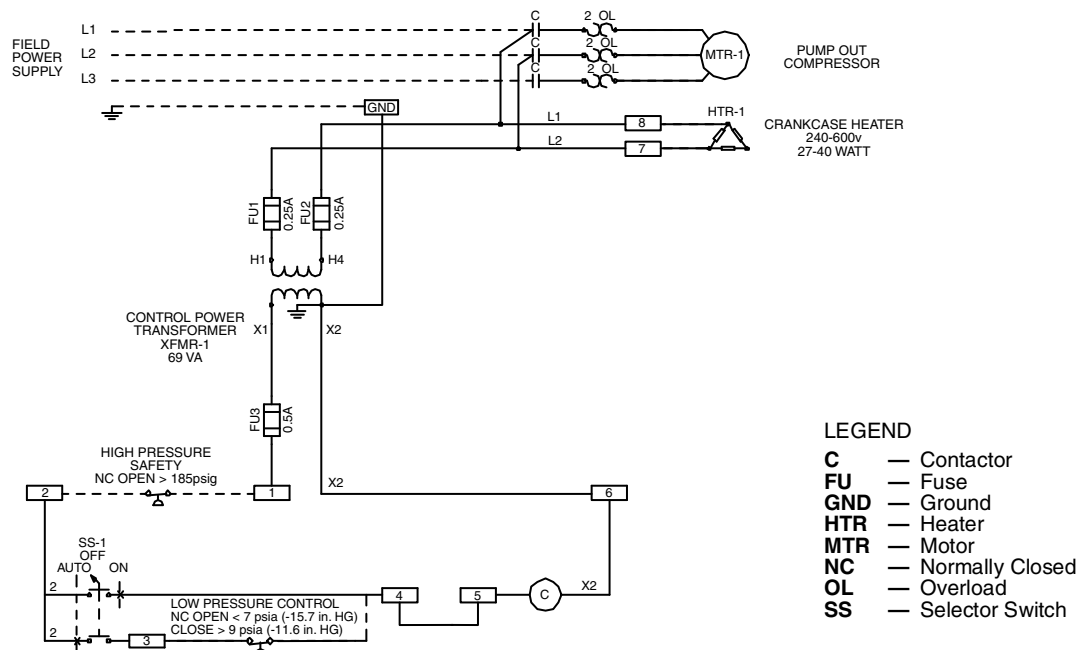 C 2 OL
L1
C 2 OL
FIELD
POWER
SUPPLY
L2
MTR-1
PUMP OUT
COMPRESSOR
C 2 OL
L3
GND
L1
8
HTR-1
CRANKCASE HEATER
240-600v
27-40 WATT
L2
7
FU1
0.25A
FU2
0.25A
H1
H4
CONTROL POWER
TRANSFORMER
XFMR-1
69 VA
X1
X2
FU3
0.5A
HIGH PRESSURE
SAFETY
NC OPEN > 185psig
2
1
X2
6
SS-1
OFF
AUTO
ON
2
4
5
C
X2
LOW PRESSURE CONTROL
NC OPEN < 7 psia (-15.7 in. HG)
CLOSE > 9 psia (-11.6 in. HG)
2
3
LEGEND
C — Contactor
FU — Fuse
GND — Ground
HTR — Heater
MTR — Motor
NC — Normally Closed
OL — Overload
SS — Selector Switch